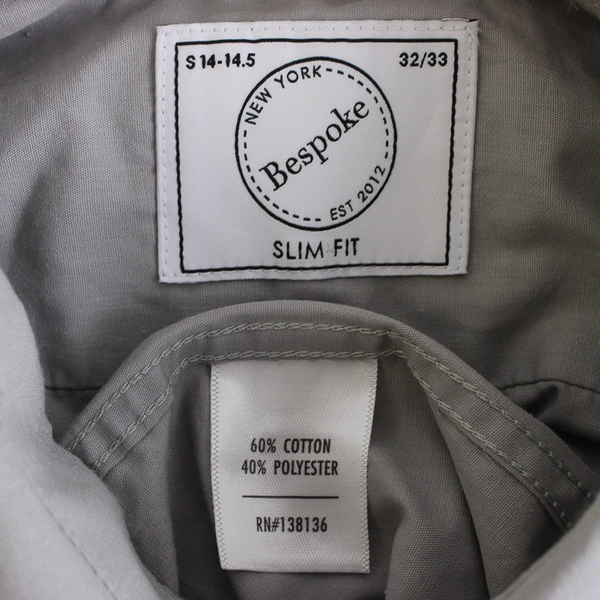 S 14-14.5 32/33
NEW YORK
Bespoke
EST 2012
SLIM FIT
60% COTTON
40% POLYESTER
RN#138136